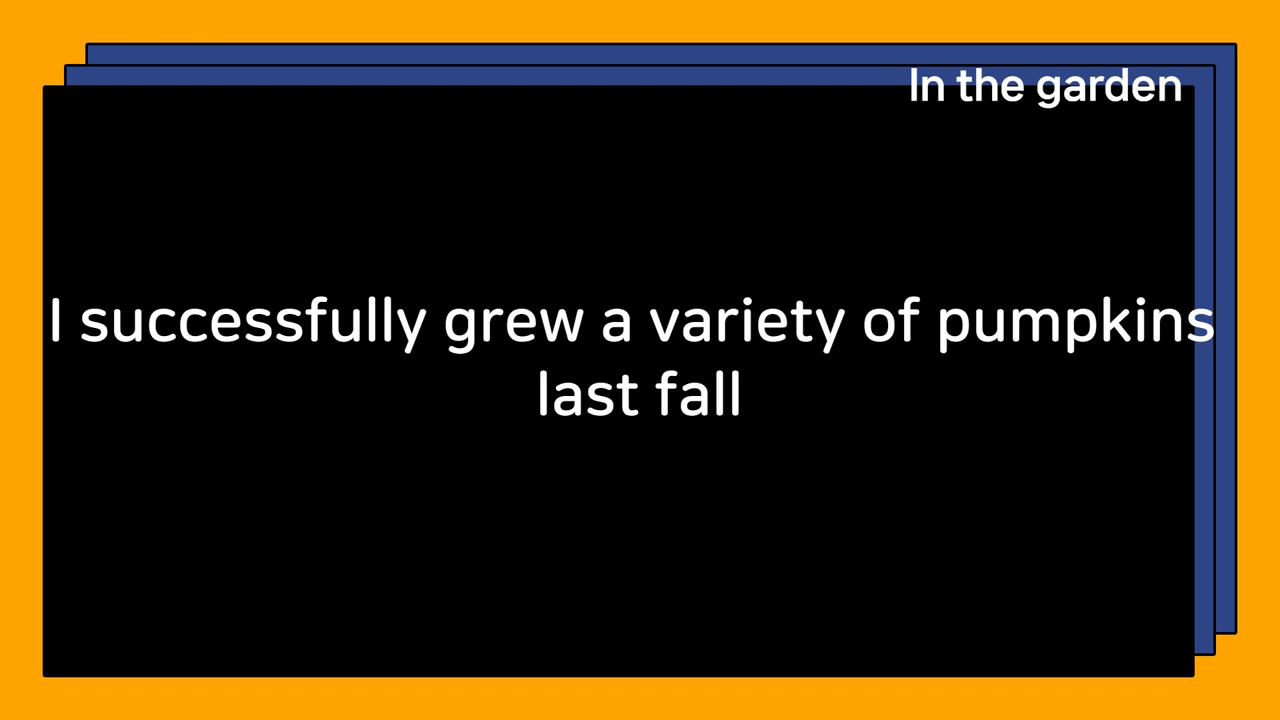 In the garden
I successfully grew a variety of pumpkins
last fall